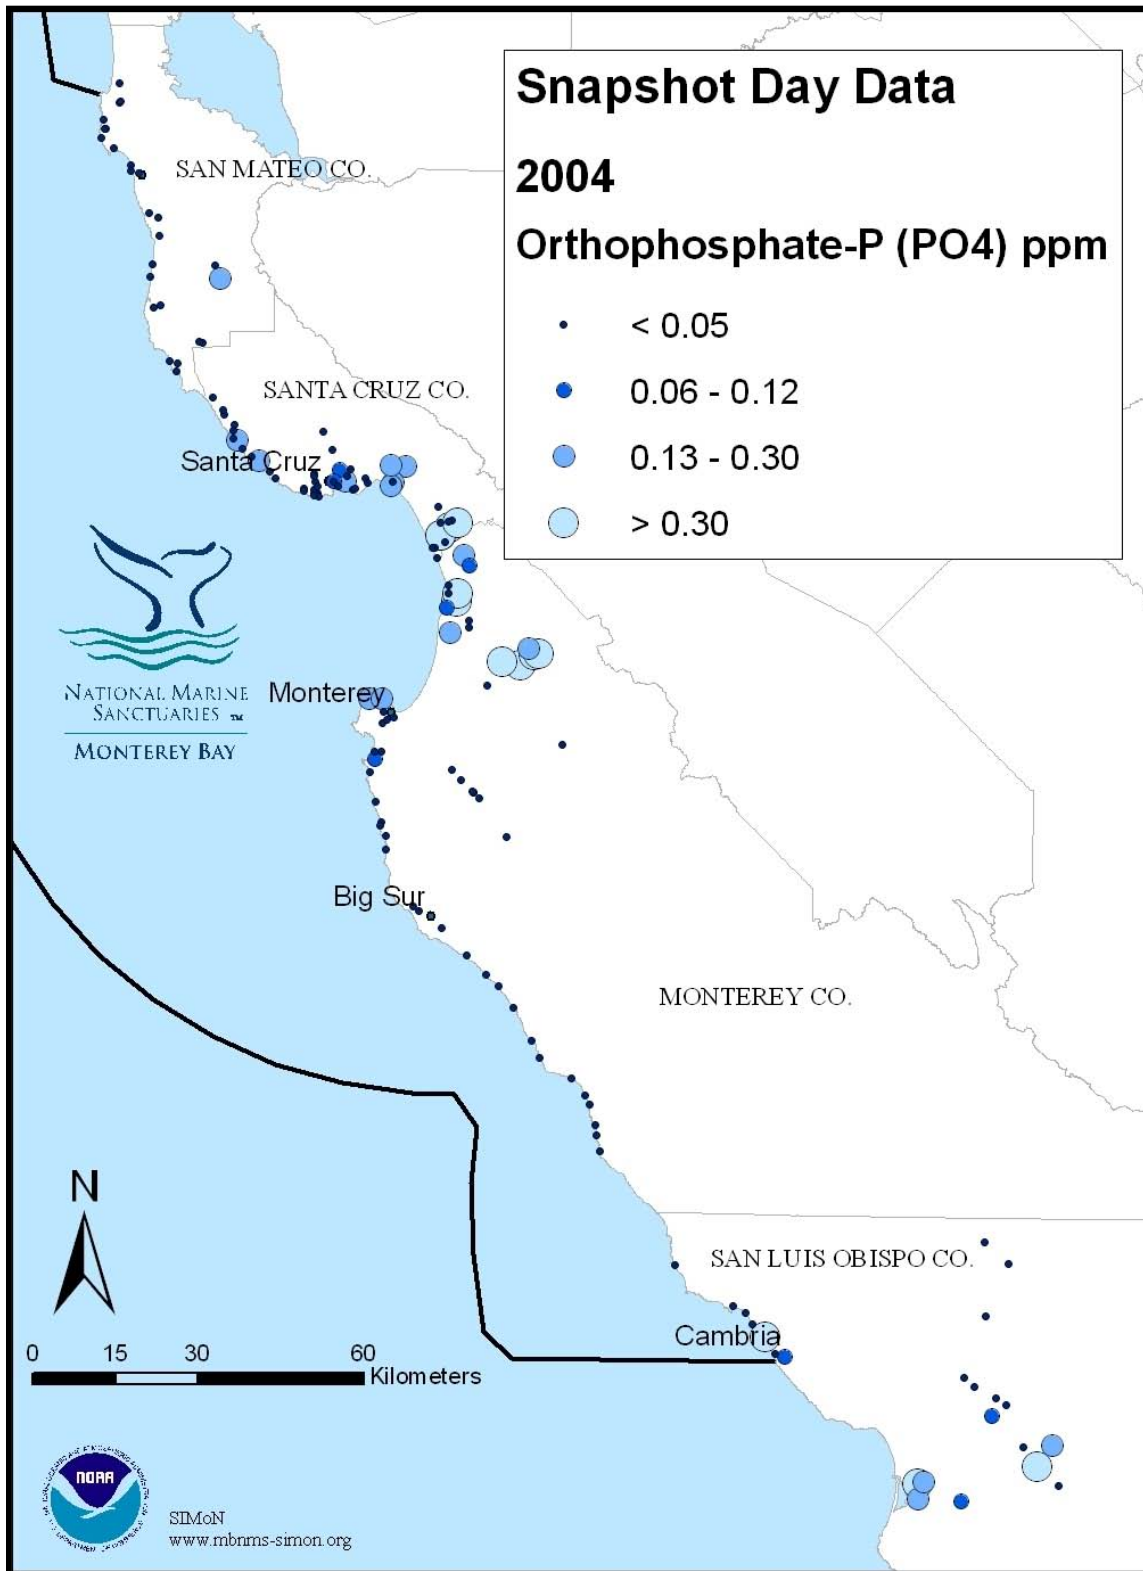 Snapshot Day Data
2004
Orthophosphate-P (PO4) ppm
< 0.05
0.06 - 0.12
0.13 - 0.30
> 0.30
SAN MATEO CO.
SANTA CRUZ CO.
Santa Cruz
NATIONAL MARINE
SANCTUARIES TM
MONTEREY BAY
Monterey
Big Sur
MONTEREY CO.
N
SAN LUIS OBISPO CO.
Cambria
0 15 30 60
Kilometers
NOAA
SIMoN
www.mbnms-simon.org